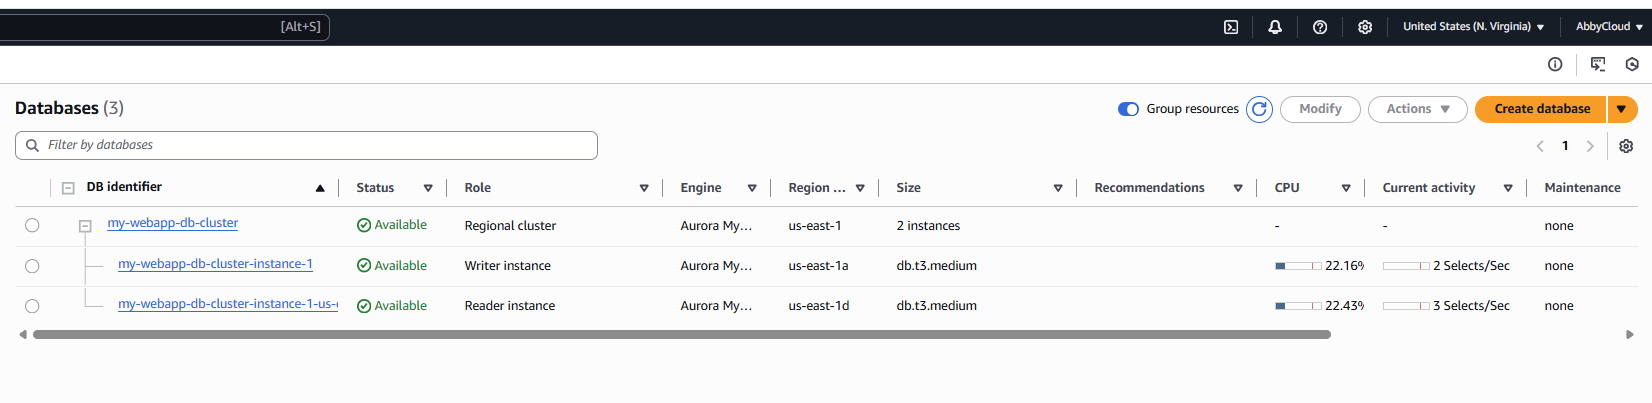 [Alt+S] United States (N. Virginia) AbbyCloud
Databases (3) Group resources Modify Actions Create database
Filter by databases 1
DB identifier Status Role Engine Region ... Size Recommendations CPU Current activity Maintenance
my-webapp-db-cluster Available Regional cluster Aurora My... us-east-1 2 instances - - none
my-webapp-db-cluster-instance-1 Available Writer instance Aurora My... us-east-1a db.t3.medium 22.16% 2 Selects/Sec none
my-webapp-db-cluster-instance-1-us- Available Reader instance Aurora My... us-east-1d db.t3.medium 22.43% 3 Selects/Sec none